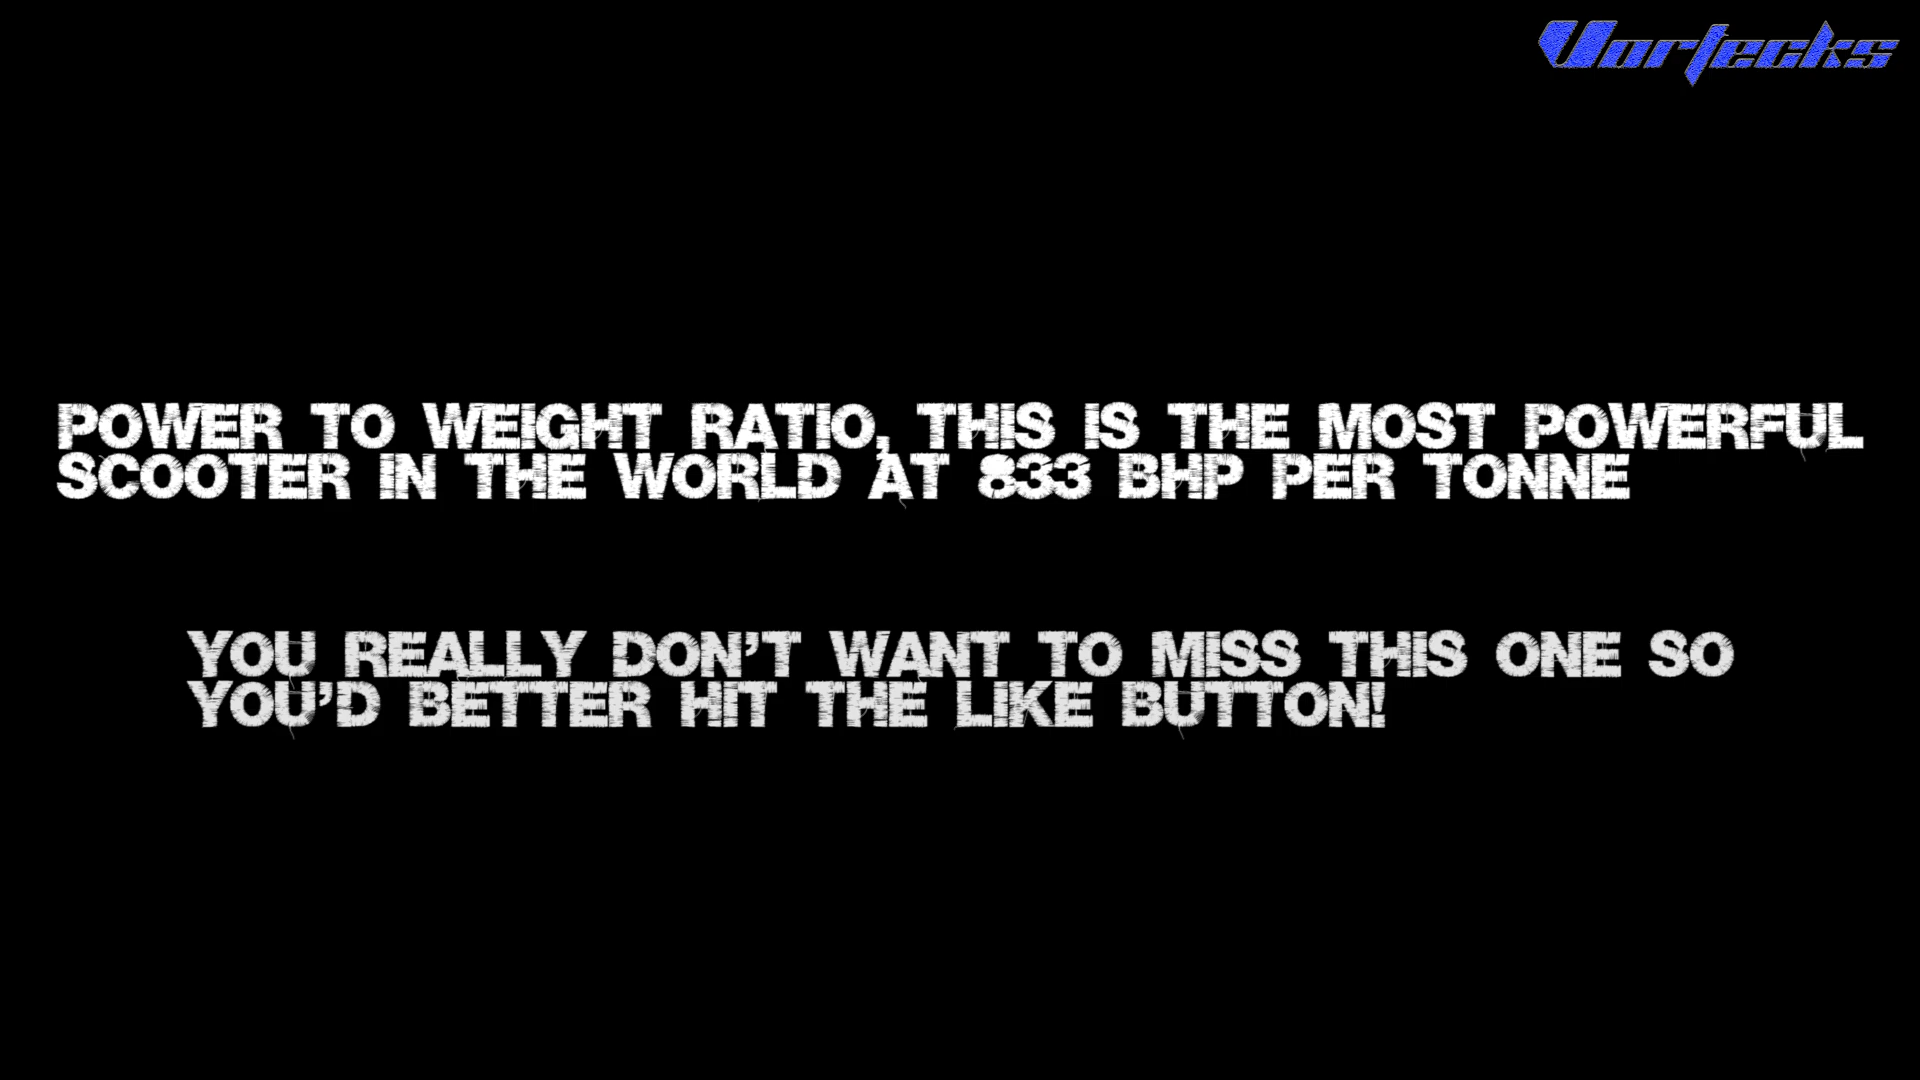 Vortecks
POWER TO WEIGHT RATIO, THIS IS THE MOST POWERFUL
SCOOTER IN THE WORLD AT 833 BHP PER TONNE
YOU REALLY DON'T WANT TO MISS THIS ONE SO
YOU'D BETTER HIT THE LIKE BUTTON!